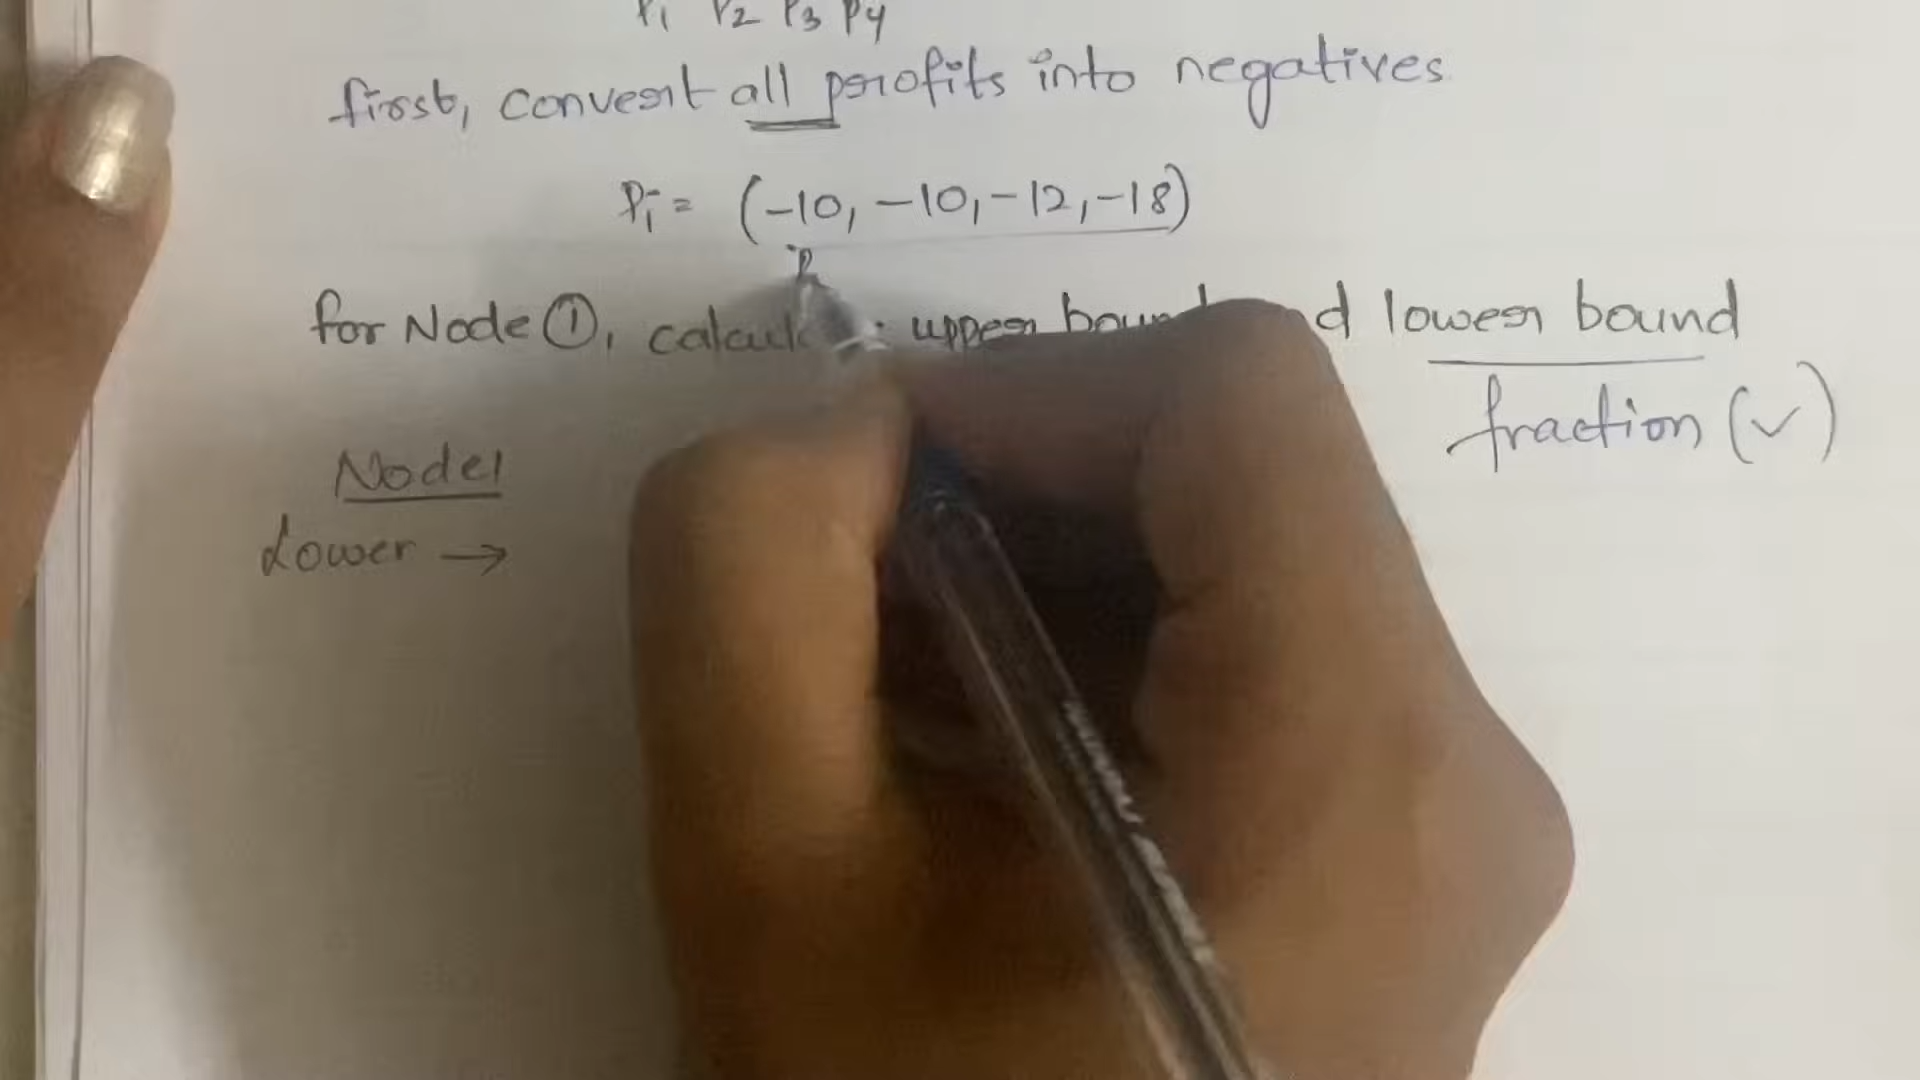 P1 P2 P3 P4
first, convert all profits into negatives
Pi = (-10, -10, -12, -18)
P
for Node ①, upper lower bound
fraction (✓)
Node1
Lower →